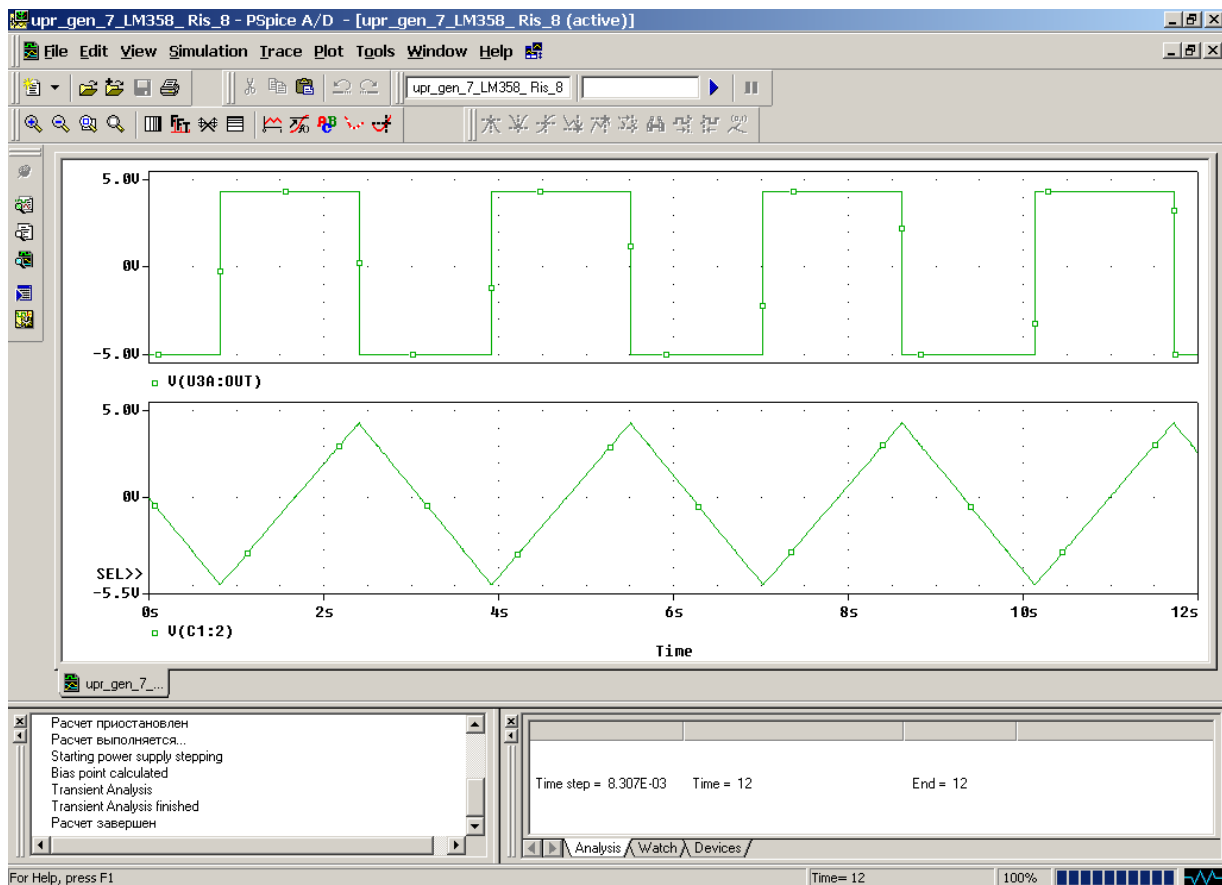 upr_gen_7_LM358_ Ris_8 - PSpice A/D - [upr_gen_7_LM358_ Ris_8 (active)]
File Edit View Simulation Trace Plot Tools Window Help
upr_gen_7_LM358_ Ris_8
5.0V
0V
-5.0V
V(U3A:OUT)
5.0V
0V
SEL>>
-5.5V
0s 2s 4s 6s 8s 10s 12s
V(C1:2)
Time
upr_gen_7_...
Расчет приостановлен
Расчет выполняется...
Starting power supply stepping
Bias point calculated
Transient Analysis
Transient Analysis finished
Расчет завершен
Time step = 8.307E-03 Time = 12 End = 12
Analysis Watch Devices
For Help, press F1 Time= 12 100%